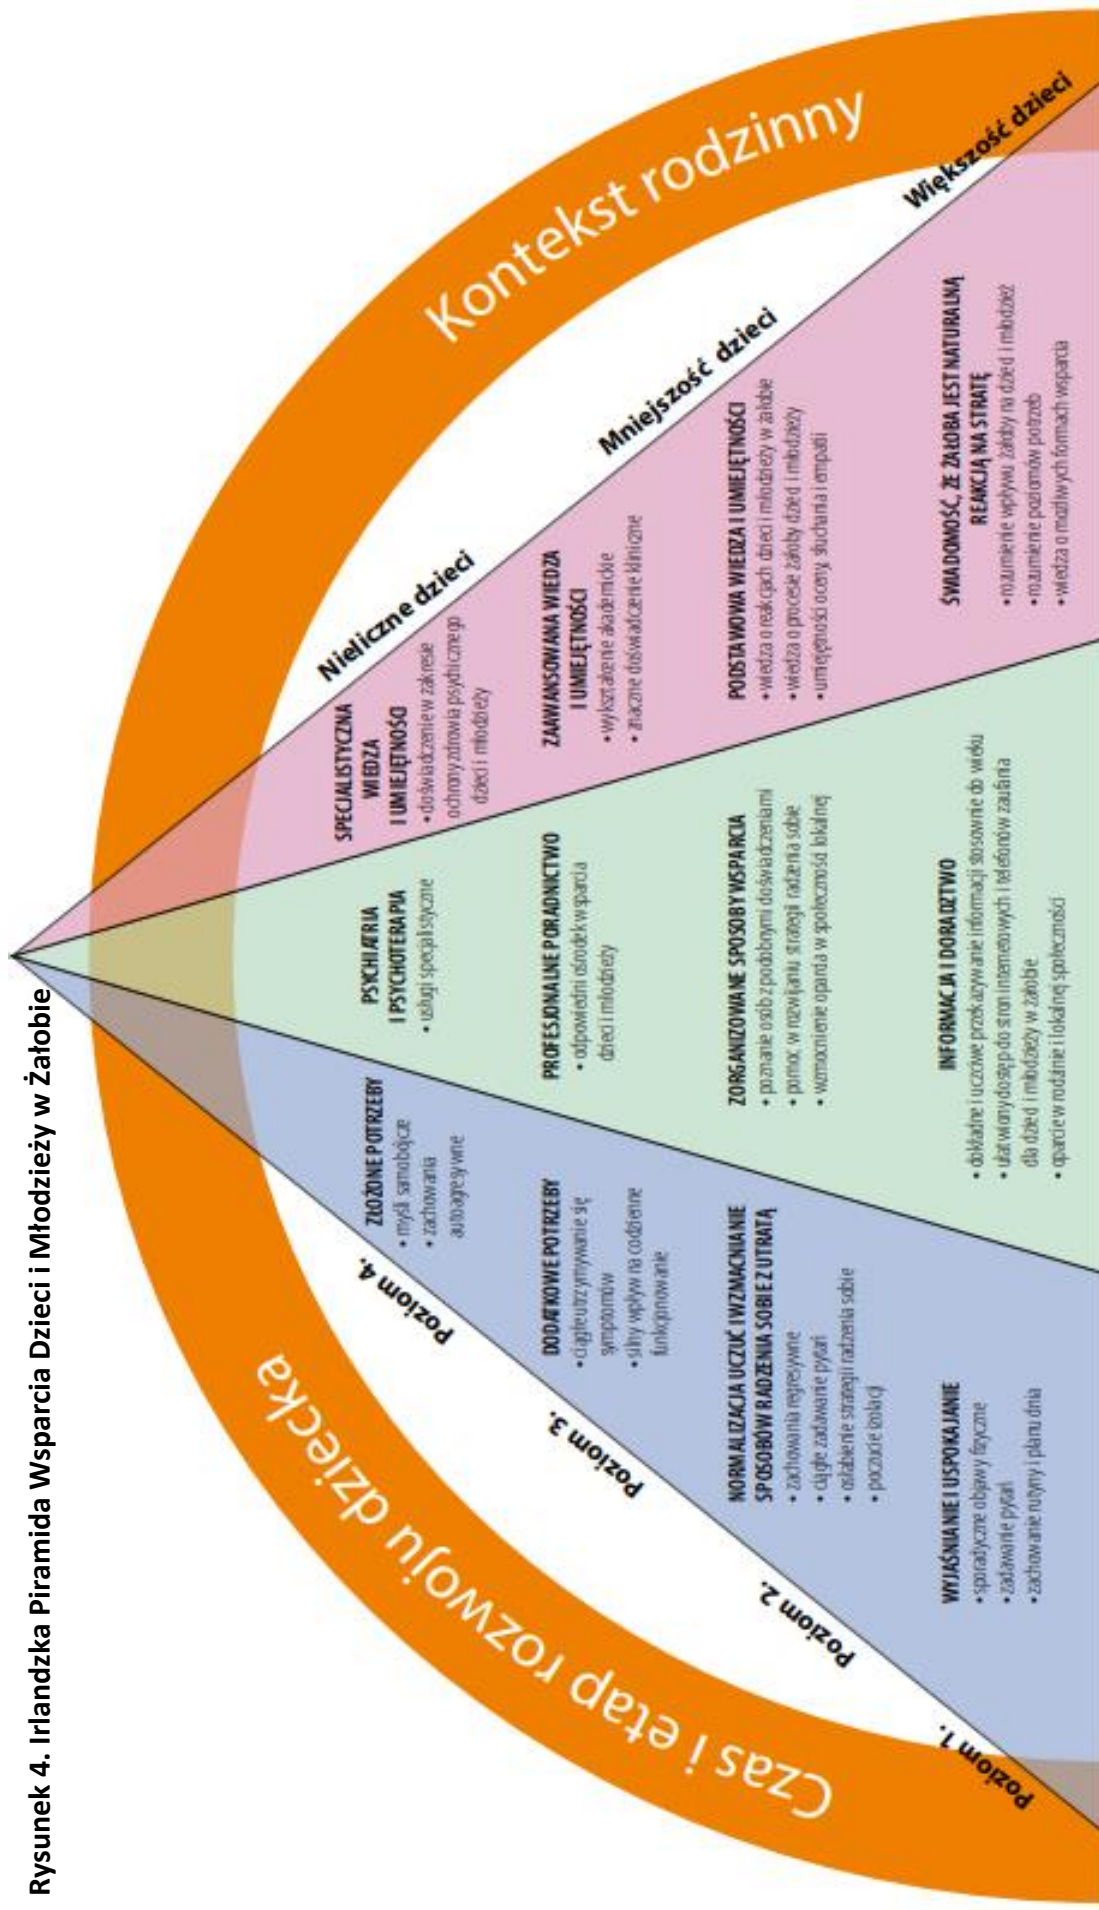 Rysunek 4. Irlandzka Piramida Wsparcia Dzieci i Młodzieży w Żałobie
Czas i etap rozwoju dziecka
Kontekst rodzinny
Poziom 4.
Nieliczne dzieci
ZŁOŻONE POTRZEBY
• myśli samobójcze
• zachowania
autoagresywne
PSYCHIATRIA
I PSYCHOTERAPIA
• usługi specjalistyczne
SPECJALISTYCZNA
WIEDZA
I UMIEJĘTNOŚCI
• doświadczenie w zakresie
ochrony zdrowia psychicznego
dzieci i młodzieży
Poziom 3.
Mniejszość dzieci
DODATKOWE POTRZEBY
• ciągłe utrzymywanie się
symptomów
• silny wpływ na codzienne
funkcjonowanie
PROFESJONALNE PORADNICTWO
• odpowiedni ośrodek wsparcia
dzieci i młodzieży
ZAAWANSOWANA WIEDZA
I UMIEJĘTNOŚCI
• wykształcenie akademickie
• znaczne doświadczenie kliniczne
Poziom 2.
NORMALIZACJA UCZUĆ I WZMACNIANIE
SPOSOBÓW RADZENIA SOBIE Z UTRATĄ
• zachowania regresywne
• ciągłe zadawanie pytań
• osłabienie strategii radzenia sobie
• poczucie izolacji
ZORGANIZOWANE SPOSOBY WSPARCIA
• poznanie osób z podobnymi doświadczeniami
• pomoc w rozwijaniu strategii radzenia sobie
• wzmocnienie oparcia w społeczności lokalnej
PODSTAWOWA WIEDZA I UMIEJĘTNOŚCI
• wiedza o reakcjach dzieci i młodzieży w żałobie
• wiedza o procesie żałoby dzieci i młodzieży
• umiejętności oceny, słuchania i empatii
Poziom 1.
Większość dzieci
WYJAŚNIANIE I USPOKAJANIE
• sporadyczne objawy fizyczne
• zadawanie pytań
• zachowanie rutyny i planu dnia
INFORMACJA I DORADZTWO
• dokładne i uczciwe przekazywanie informacji stosownie do wieku
• ułatwiony dostęp do stron internetowych i telefonów zaufania
dla dzieci i młodzieży w żałobie
• oparcie w rodzinie i lokalnej społeczności
ŚWIADOMOŚĆ, ŻE ŻAŁOBA JEST NATURALNĄ
REAKCJĄ NA STRATĘ
• rozumienie wpływu żałoby na dzieci i młodzież
• rozumienie poziomów potrzeb
• wiedza o możliwych formach wsparcia